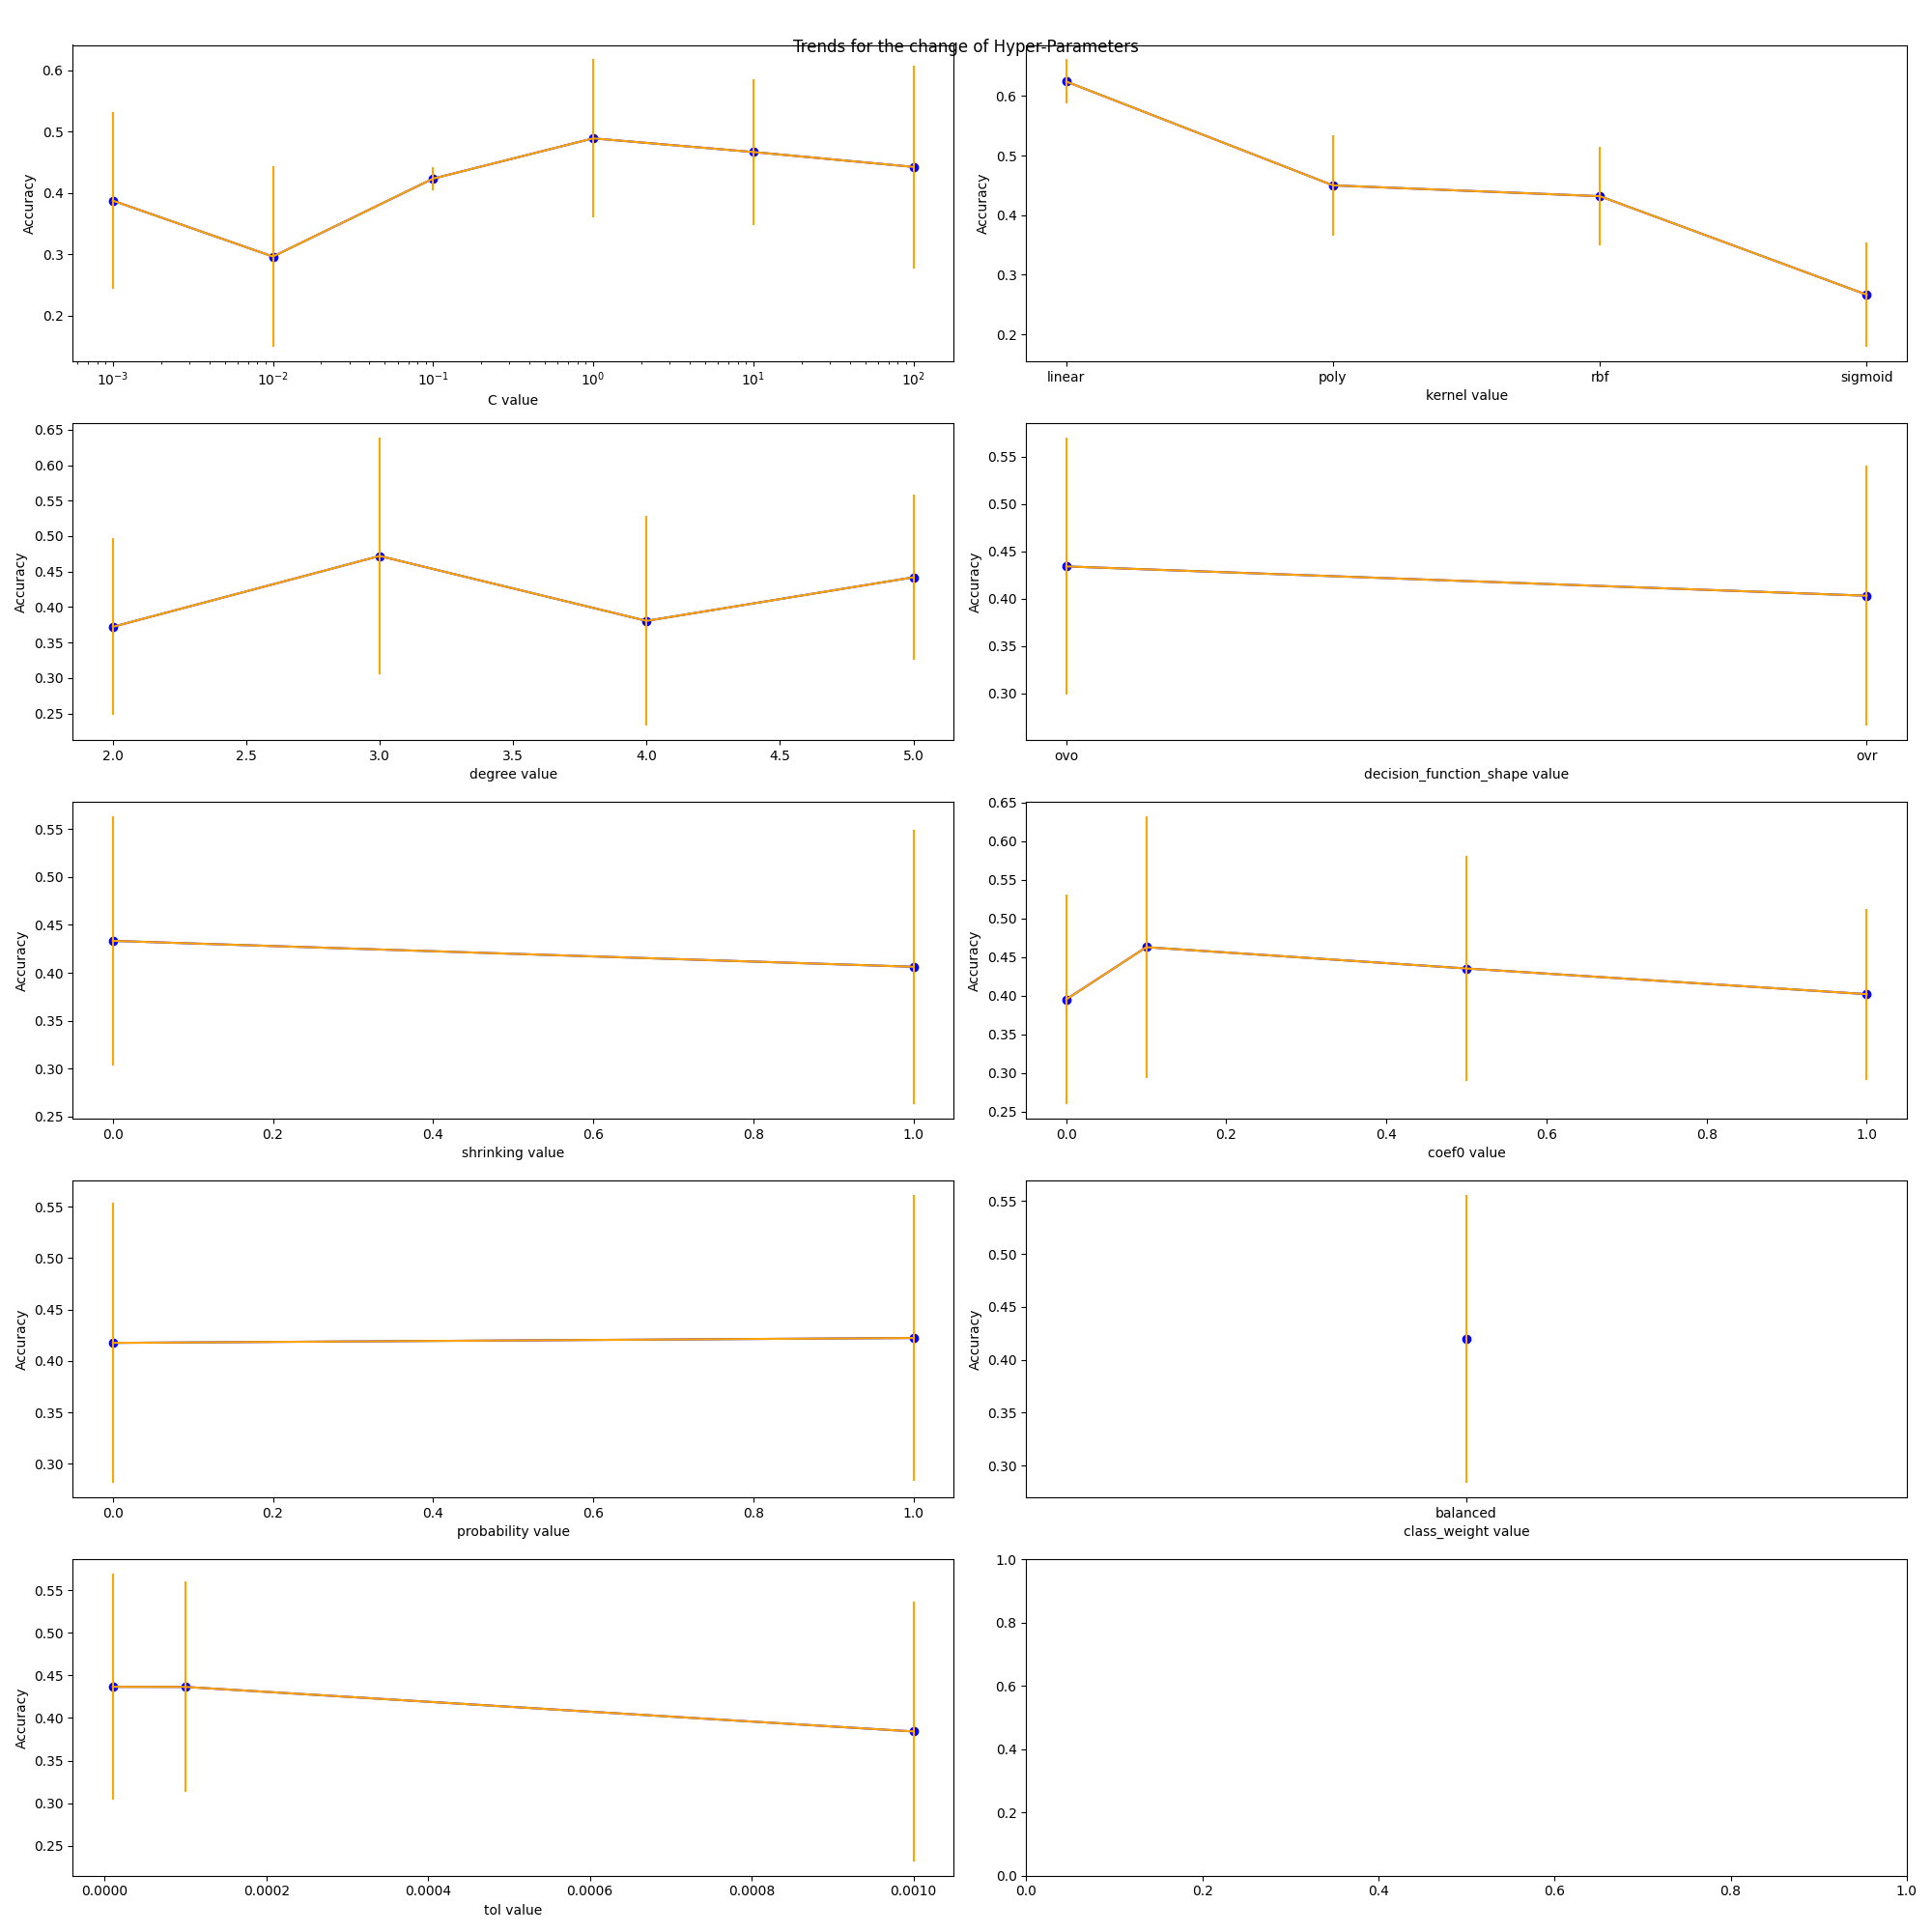 Trends for the change of Hyper-Parameters
Accuracy
0.6
0.5
0.4
0.3
0.2
10⁻³ 10⁻² 10⁻¹ 10⁰ 10¹ 10²
C value
Accuracy
0.6
0.5
0.4
0.3
0.2
linear poly rbf sigmoid
kernel value
Accuracy
0.65
0.60
0.55
0.50
0.45
0.40
0.35
0.30
0.25
2.0 2.5 3.0 3.5 4.0 4.5 5.0
degree value
Accuracy
0.55
0.50
0.45
0.40
0.35
0.30
ovo ovr
decision_function_shape value
Accuracy
0.55
0.50
0.45
0.40
0.35
0.30
0.25
0.0 0.2 0.4 0.6 0.8 1.0
shrinking value
Accuracy
0.65
0.60
0.55
0.50
0.45
0.40
0.35
0.30
0.25
0.0 0.2 0.4 0.6 0.8 1.0
coef0 value
Accuracy
0.55
0.50
0.45
0.40
0.35
0.30
0.0 0.2 0.4 0.6 0.8 1.0
probability value
Accuracy
0.55
0.50
0.45
0.40
0.35
0.30
balanced
class_weight value
Accuracy
0.55
0.50
0.45
0.40
0.35
0.30
0.25
0.0000 0.0002 0.0004 0.0006 0.0008 0.0010
tol value
1.0
0.8
0.6
0.4
0.2
0.0
0.0 0.2 0.4 0.6 0.8 1.0